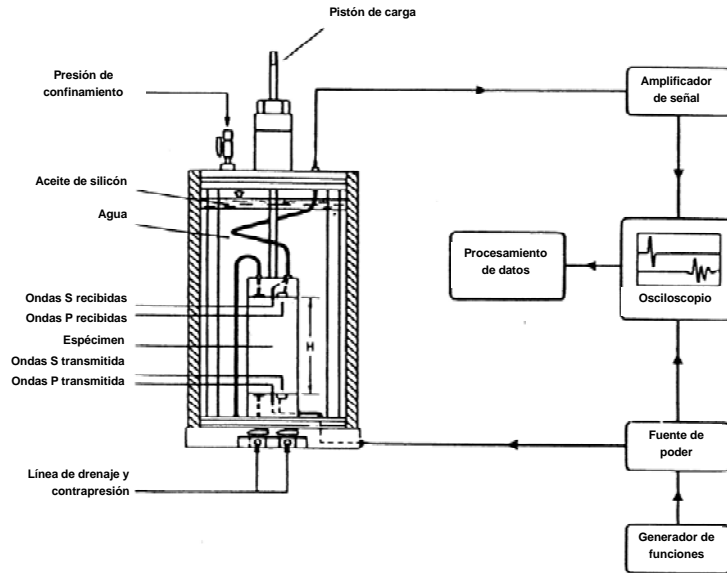 Pistón de carga
Presión de
confinamiento
Amplificador
de señal
Aceite de silicón
Agua
Procesamiento
de datos
Osciloscopio
Ondas S recibidas
Ondas P recibidas
Espécimen
H
Ondas S transmitida
Ondas P transmitida
Fuente de
poder
Línea de drenaje y
contrapresión
Generador de
funciones